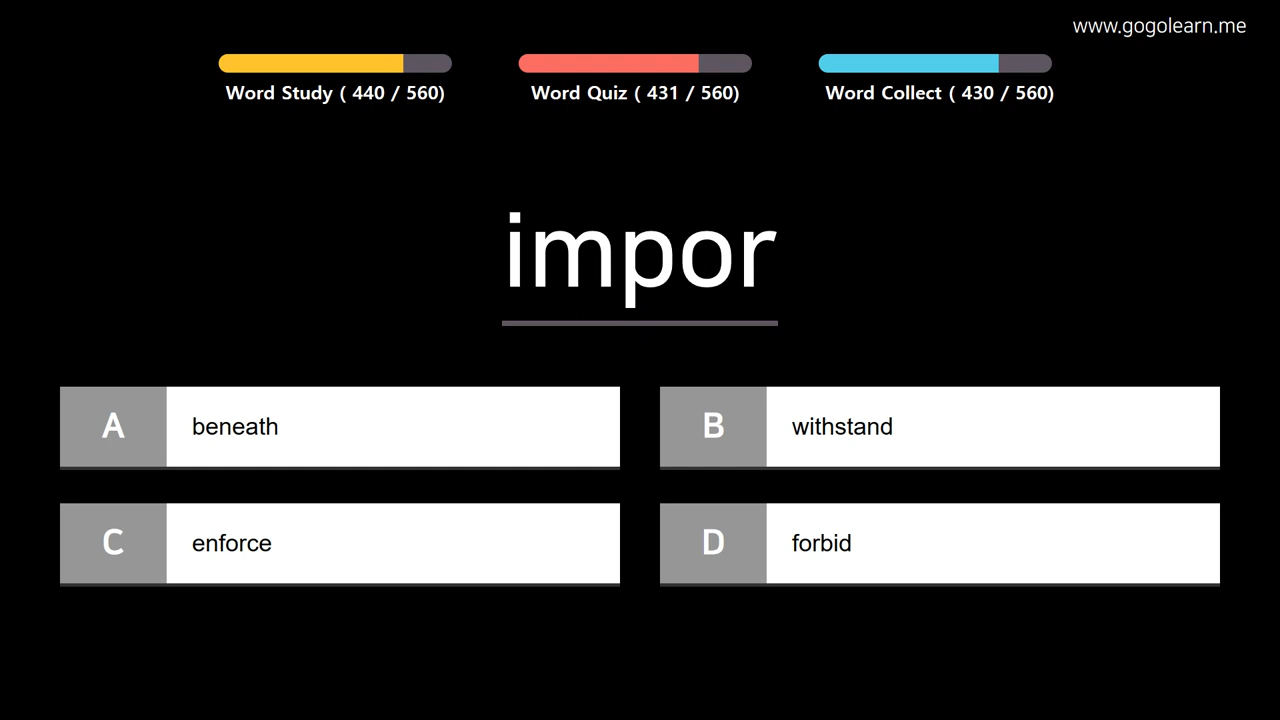 www.gogolearn.me
Word Study ( 440 / 560)
Word Quiz ( 431 / 560)
Word Collect ( 430 / 560)
impor
A
beneath
B
withstand
C
enforce
D
forbid